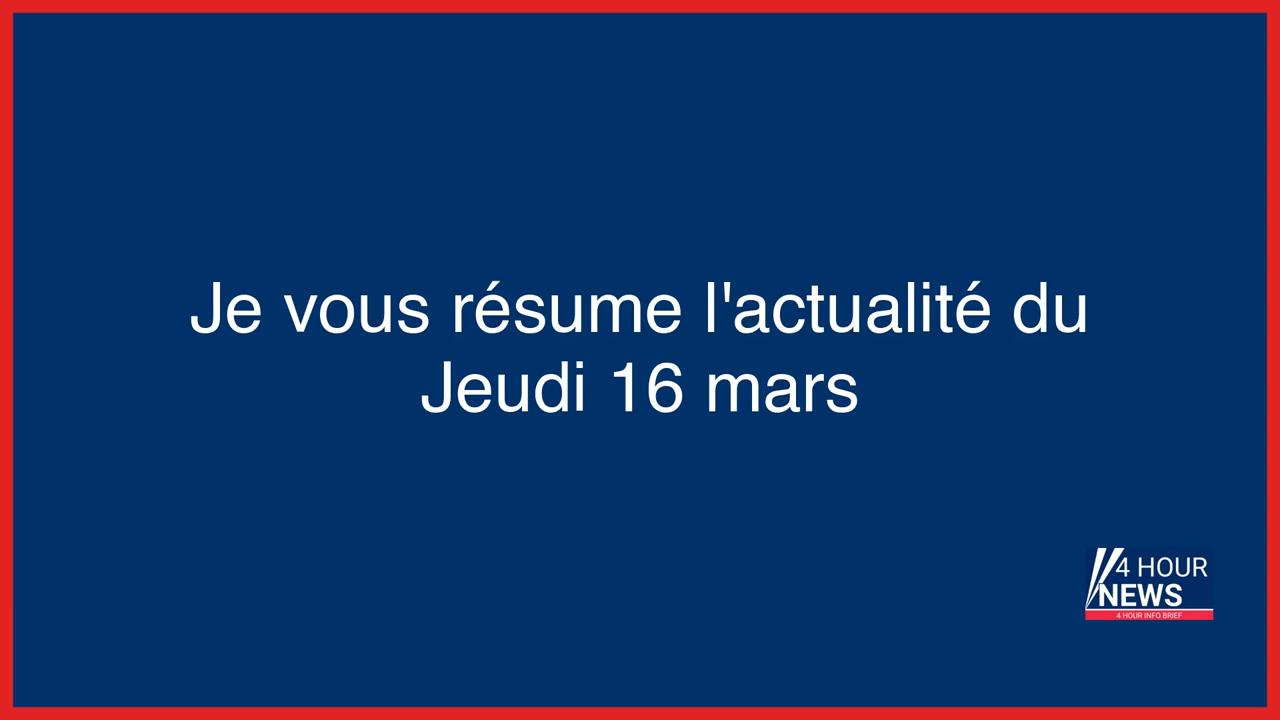 Je vous résume l'actualité du
Jeudi 16 mars
4 HOUR
NEWS
4 HOUR INFO BRIEF